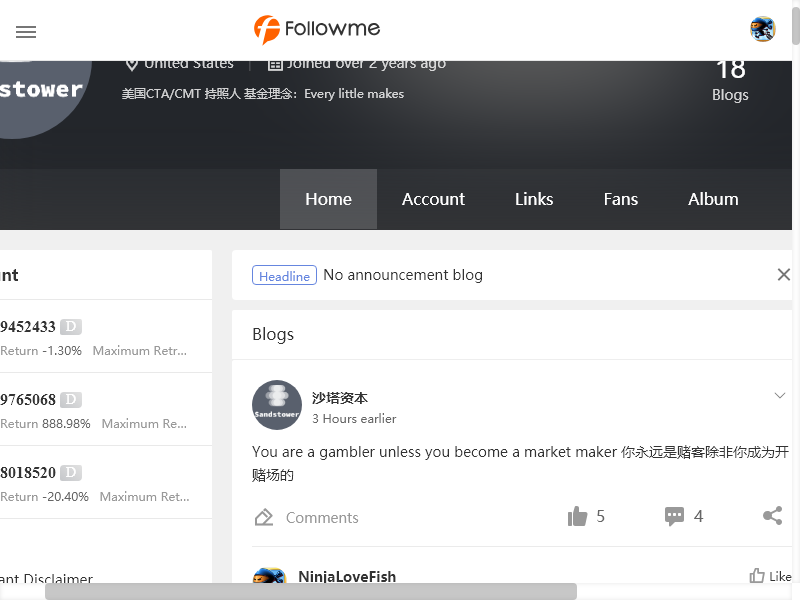 Followme
United States | Joined over 2 years ago
18
stower
美国CTA/CMT 持照人 基金理念：Every little makes
Blogs
Home
Account
Links
Fans
Album
nt
9452433 D
Return -1.30% Maximum Retr...
9765068 D
Return 888.98% Maximum Re...
8018520 D
Return -20.40% Maximum Ret...
ant Disclaimer
Headline No announcement blog
Blogs
Sandstower
沙塔资本
3 Hours earlier
You are a gambler unless you become a market maker 你永远是赌客除非你成为开
赌场的
Comments
5
4
NinjaLoveFish
Like